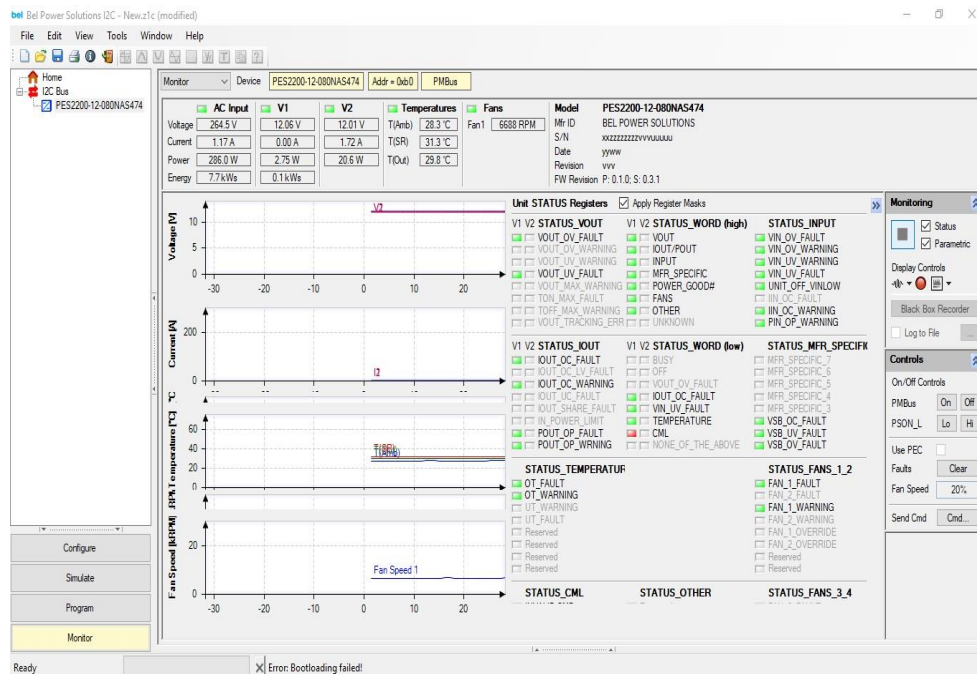 bel Bel Power Solutions I2C - New.z1c (modified)
File Edit View Tools Window Help
Home
I2C Bus
PES2200-12-080NAS474
Monitor Device PES2200-12-080NAS474 Addr = 0xb0 PMBus
AC Input V1 V2 Temperatures Fans
Voltage 264.5 V 12.06 V 12.01 V T(Amb) 28.3 °C Fan1 6688 RPM
Current 1.17 A 0.00 A 1.72 A T(SR) 31.3 °C
Power 286.0 W 2.75 W 20.6 W T(Out) 29.8 °C
Energy 7.7 kWs 0.1 kWs
Model PES2200-12-080NAS474
Mfr ID BEL POWER SOLUTIONS
S/N xxzzzzzzzzvvvuuuuu
Date yyww
Revision vvv
FW Revision P: 0.1.0; S: 0.3.1
Voltage [V]
10
5
0
V2
-30 -20 -10 0 10 20
Current [A]
200
0
I2
°C
Temperature [°C]
60
40
20
0
T(Amb)
Fan Speed [kRPM]
20
0
Fan Speed 1
-30 -20 -10 0 10 20
Unit STATUS Registers Apply Register Masks
V1 V2 STATUS_VOUT
VOUT_OV_FAULT
VOUT_OV_WARNING
VOUT_UV_WARNING
VOUT_UV_FAULT
VOUT_MAX_WARNING
TON_MAX_FAULT
TOFF_MAX_WARNING
VOUT_TRACKING_ERR
V1 V2 STATUS_WORD (high)
VOUT
IOUT/POUT
INPUT
MFR_SPECIFIC
POWER_GOOD#
FANS
OTHER
UNKNOWN
STATUS_INPUT
VIN_OV_FAULT
VIN_OV_WARNING
VIN_UV_WARNING
VIN_UV_FAULT
UNIT_OFF_VINLOW
IIN_OC_FAULT
IIN_OC_WARNING
PIN_OP_WARNING
V1 V2 STATUS_IOUT
IOUT_OC_FAULT
IOUT_OC_LV_FAULT
IOUT_OC_WARNING
IOUT_UC_FAULT
IOUT_SHARE_FAULT
IN_POWER_LIMIT
POUT_OP_FAULT
POUT_OP_WRNING
V1 V2 STATUS_WORD (low)
BUSY
OFF
VOUT_OV_FAULT
IOUT_OC_FAULT
VIN_UV_FAULT
TEMPERATURE
CML
NONE_OF_THE_ABOVE
STATUS_MFR_SPECIFIC
MFR_SPECIFIC_7
MFR_SPECIFIC_6
MFR_SPECIFIC_5
MFR_SPECIFIC_4
MFR_SPECIFIC_3
VSB_OC_FAULT
VSB_UV_FAULT
VSB_OV_FAULT
STATUS_TEMPERATUR
OT_FAULT
OT_WARNING
UT_WARNING
UT_FAULT
Reserved
Reserved
Reserved
Reserved
STATUS_FANS_1_2
FAN_1_FAULT
FAN_2_FAULT
FAN_1_WARNING
FAN_2_WARNING
FAN_1_OVERRIDE
FAN_2_OVERRIDE
Reserved
Reserved
STATUS_CML STATUS_OTHER STATUS_FANS_3_4
Monitoring
Status
Parametric
Display Controls
Black Box Recorder
Log to File ...
Controls
On/Off Controls
PMBus On Off
PSON_L Lo Hi
Use PEC
Faults Clear
Fan Speed 20%
Send Cmd Cmd...
Configure
Simulate
Program
Monitor
Ready Error: Bootloading failed!